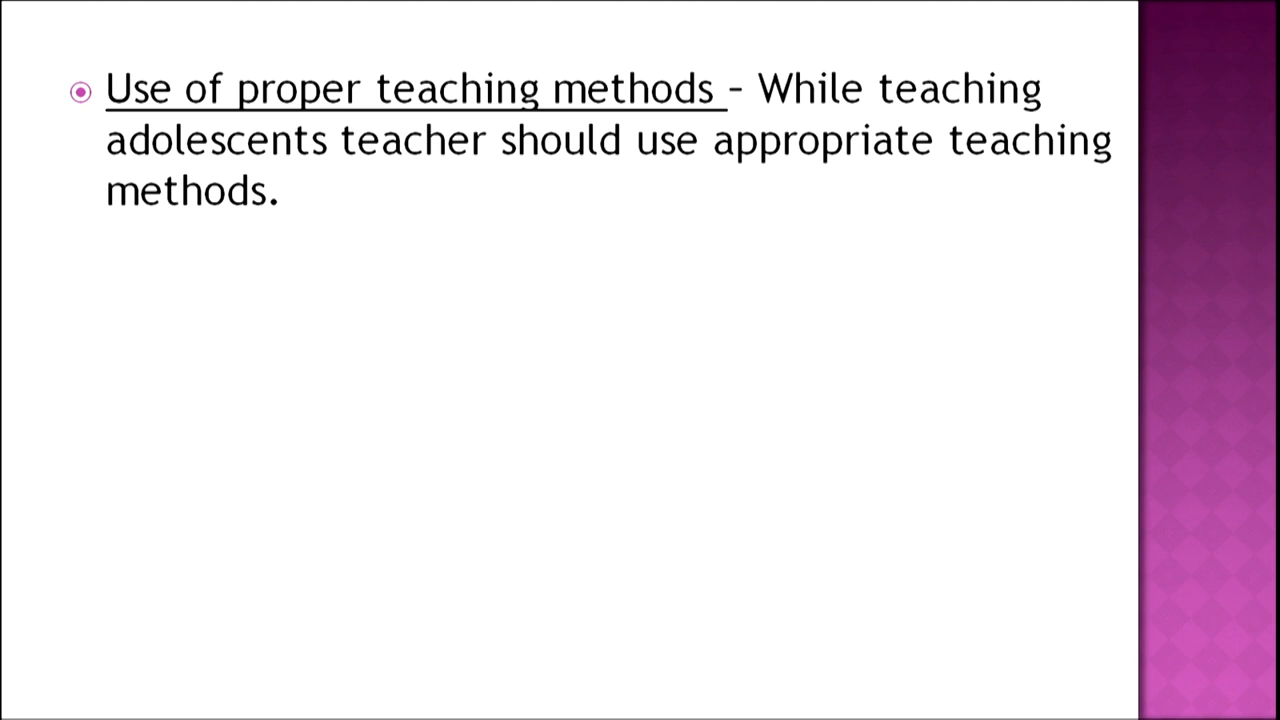 Use of proper teaching methods – While teaching
adolescents teacher should use appropriate teaching
methods.